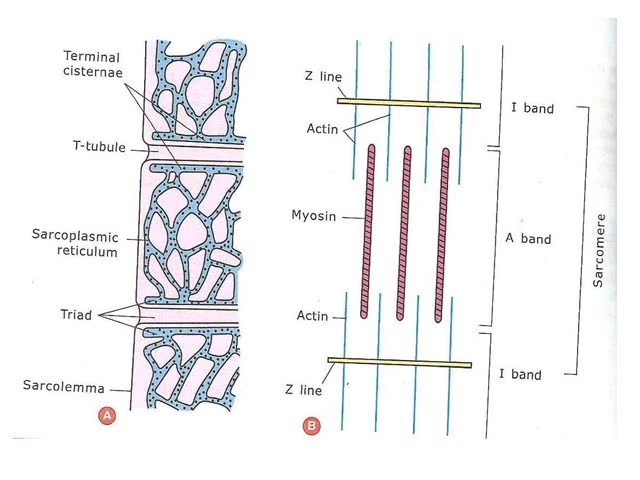 Terminal
cisternae
T-tubule
Sarcoplasmic
reticulum
Triad
Sarcolemma
A
Z line
Actin
Myosin
Actin
Z line
B
I band
A band
I band
Sarcomere